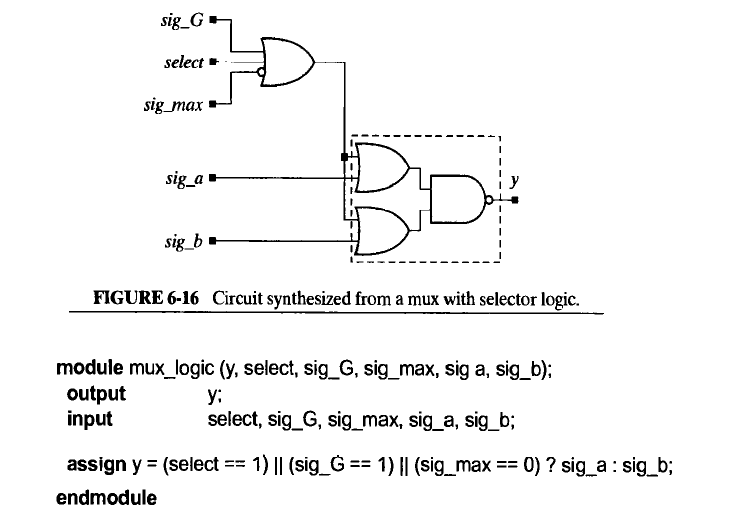 sig_G
select
sig_max
sig_a
sig_b
y
FIGURE 6-16 Circuit synthesized from a mux with selector logic.
module mux_logic (y, select, sig_G, sig_max, sig a, sig_b);
output y;
input select, sig_G, sig_max, sig_a, sig_b;
assign y = (select == 1) || (sig_G == 1) || (sig_max == 0) ? sig_a : sig_b;
endmodule